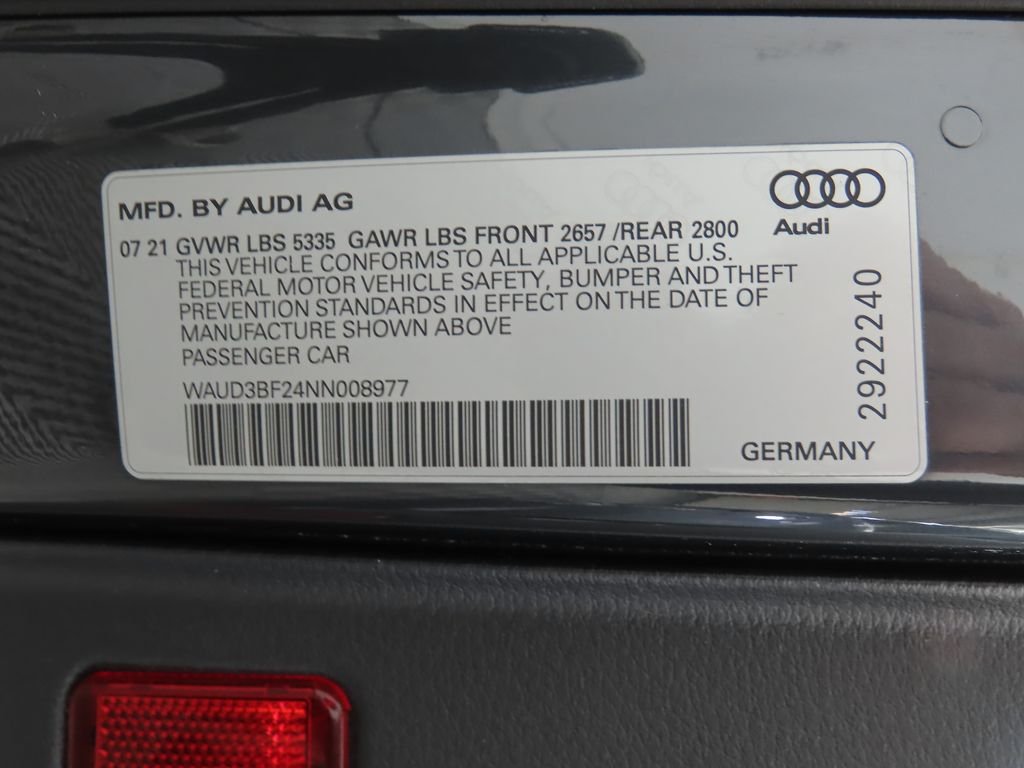 MFD. BY AUDI AG
Audi
07 21 GVWR LBS 5335 GAWR LBS FRONT 2657 /REAR 2800
THIS VEHICLE CONFORMS TO ALL APPLICABLE U.S.
FEDERAL MOTOR VEHICLE SAFETY, BUMPER AND THEFT
PREVENTION STANDARDS IN EFFECT ON THE DATE OF
MANUFACTURE SHOWN ABOVE
PASSENGER CAR
WAUD3BF24NN008977
2922240
GERMANY